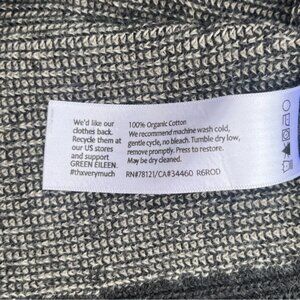 We'd like our
clothes back.
Recycle them at
our US stores
and support
GREEN EILEEN.
#thxverymuch
100% Organic Cotton
We recommend machine wash cold,
gentle cycle, no bleach. Tumble dry low,
remove promptly. Press to restore.
May be dry cleaned.
RN#78121/CA#34460 R6ROD